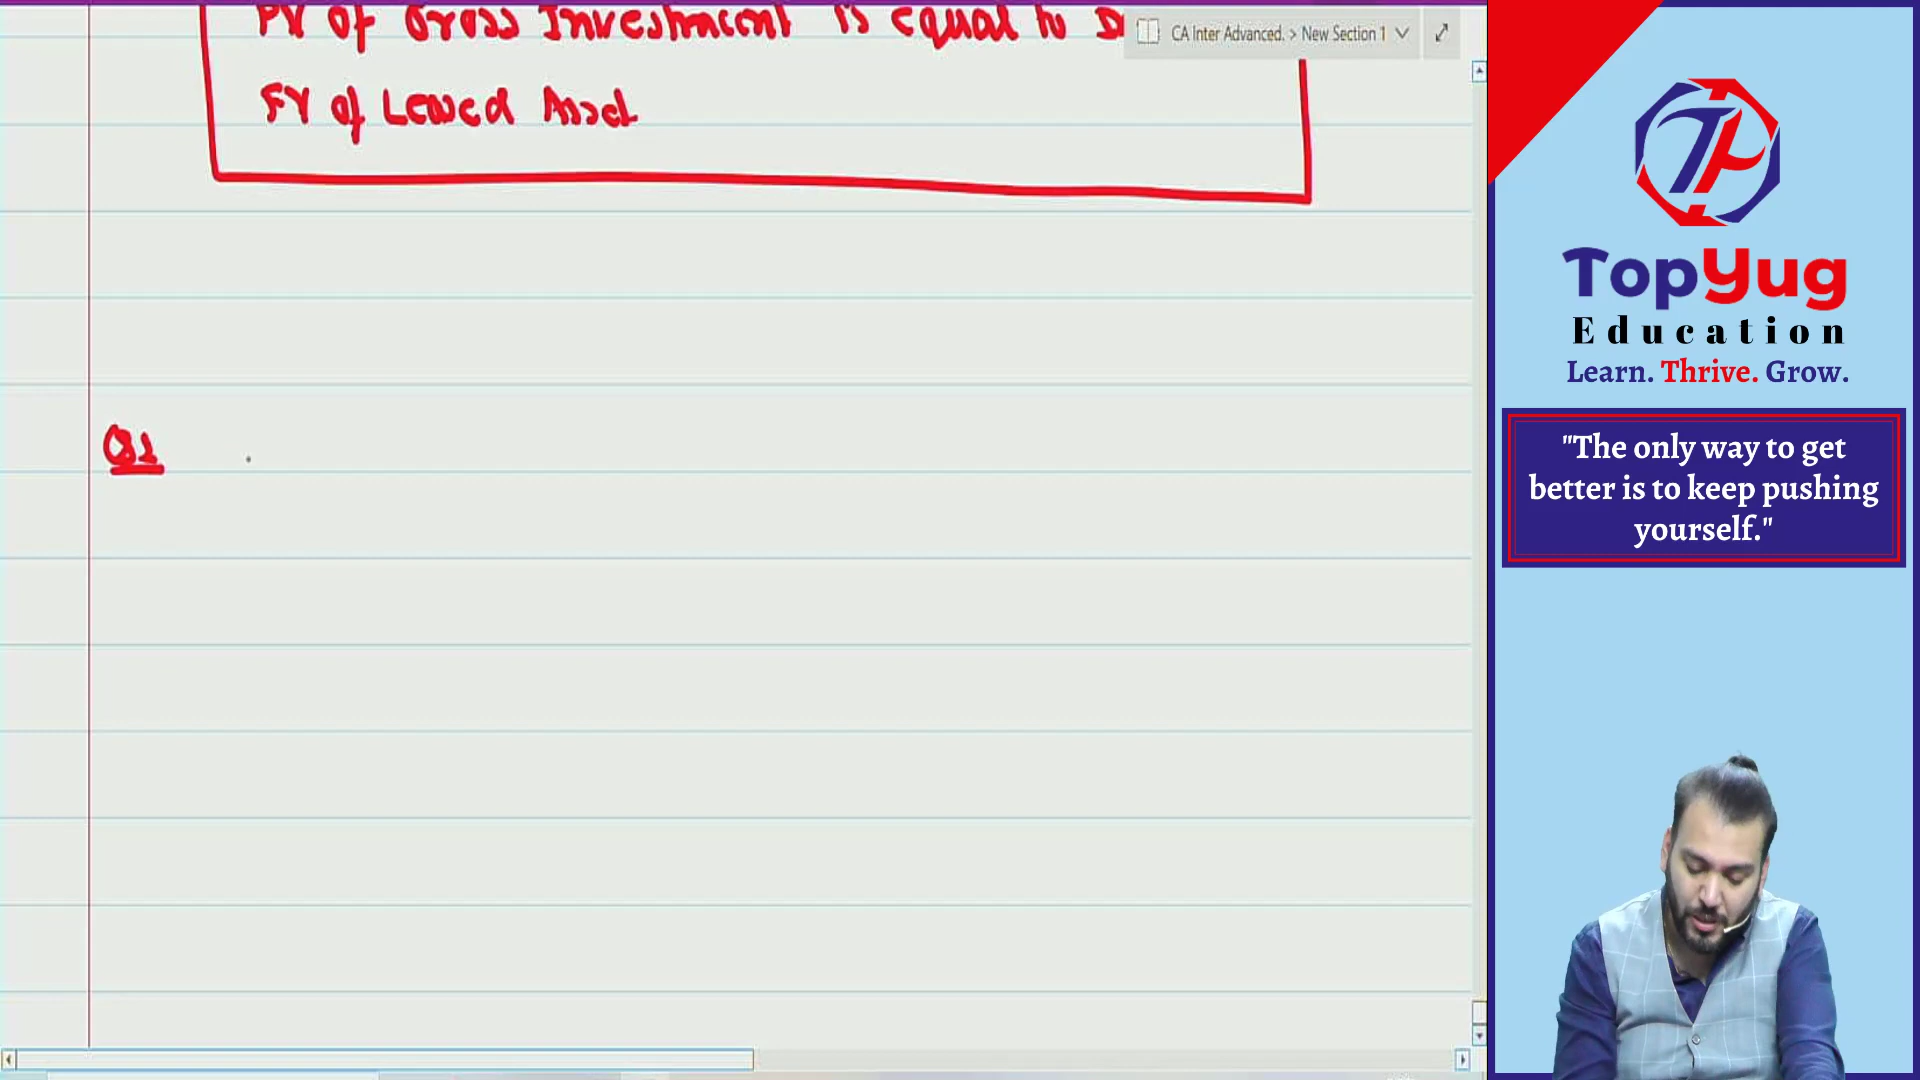 PV of Gross Investment is equal to
FV of Leased Asset
CA Inter Advanced. > New Section 1
Q1
TopYug
Education
Learn. Thrive. Grow.
"The only way to get
better is to keep pushing
yourself."